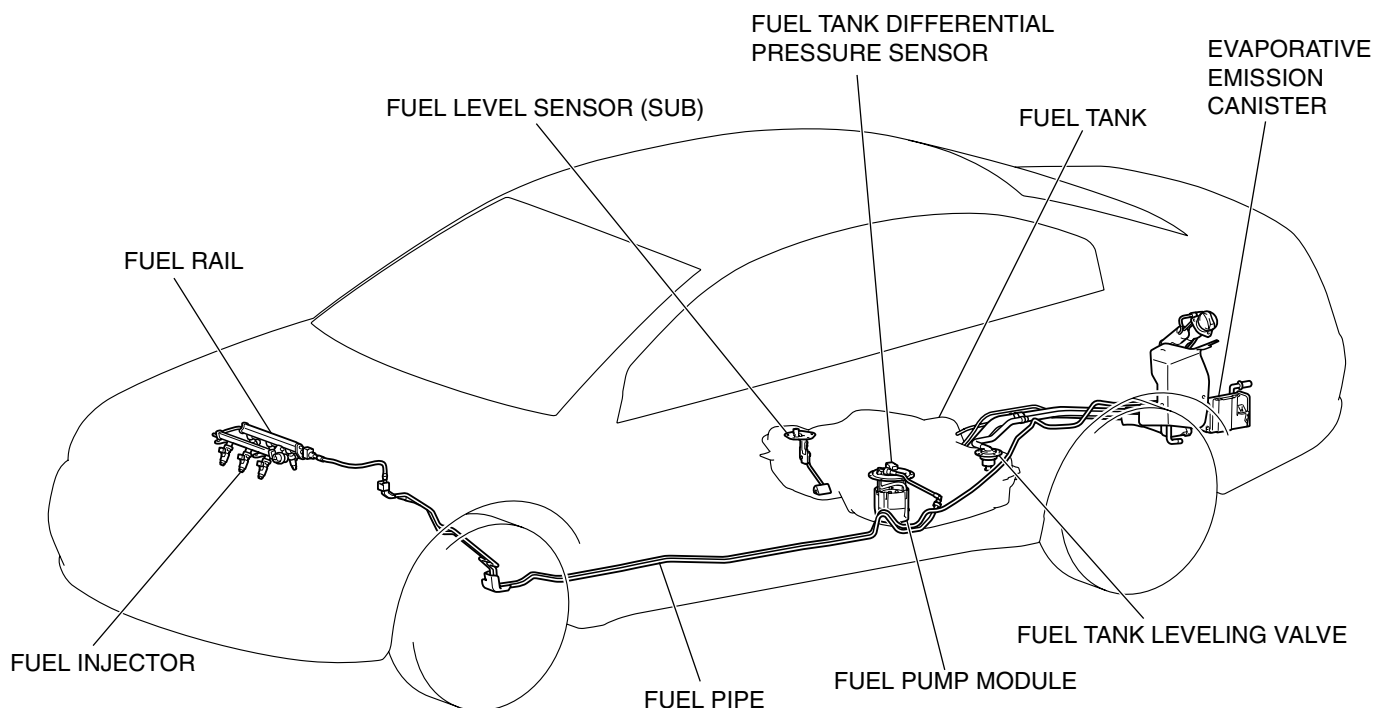 FUEL TANK DIFFERENTIAL
PRESSURE SENSOR
EVAPORATIVE
EMISSION
CANISTER
FUEL LEVEL SENSOR (SUB)
FUEL TANK
FUEL RAIL
FUEL TANK LEVELING VALVE
FUEL INJECTOR
FUEL PUMP MODULE
FUEL PIPE